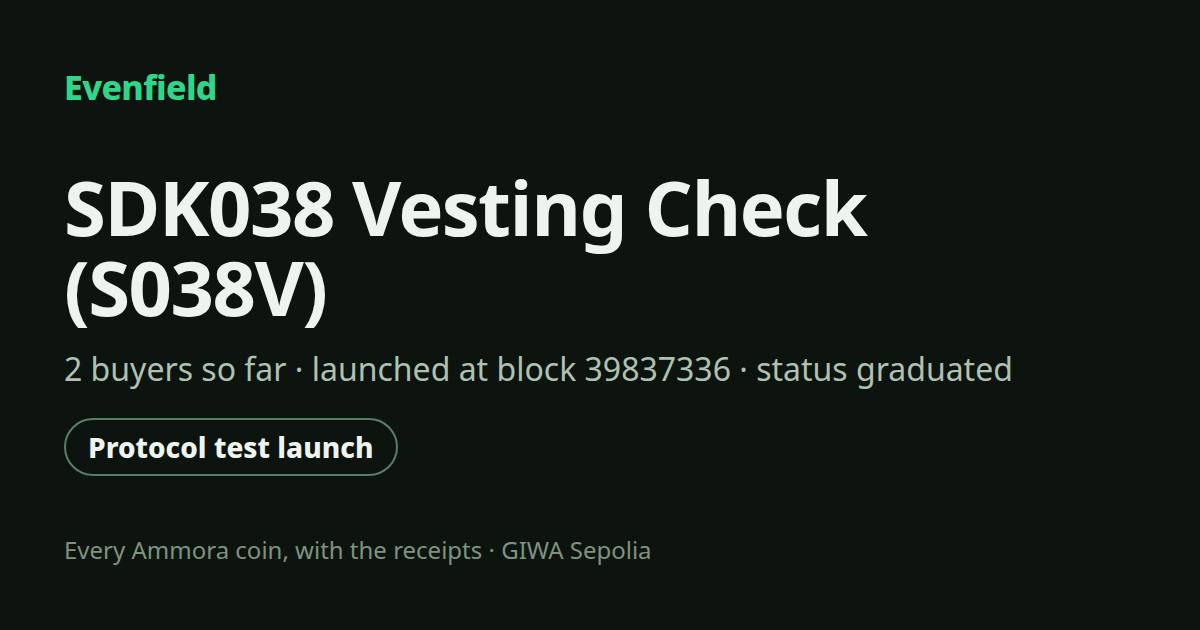 Evenfield
SDK038 Vesting Check
(S038V)
2 buyers so far · launched at block 39837336 · status graduated
Protocol test launch
Every Ammora coin, with the receipts · GIWA Sepolia